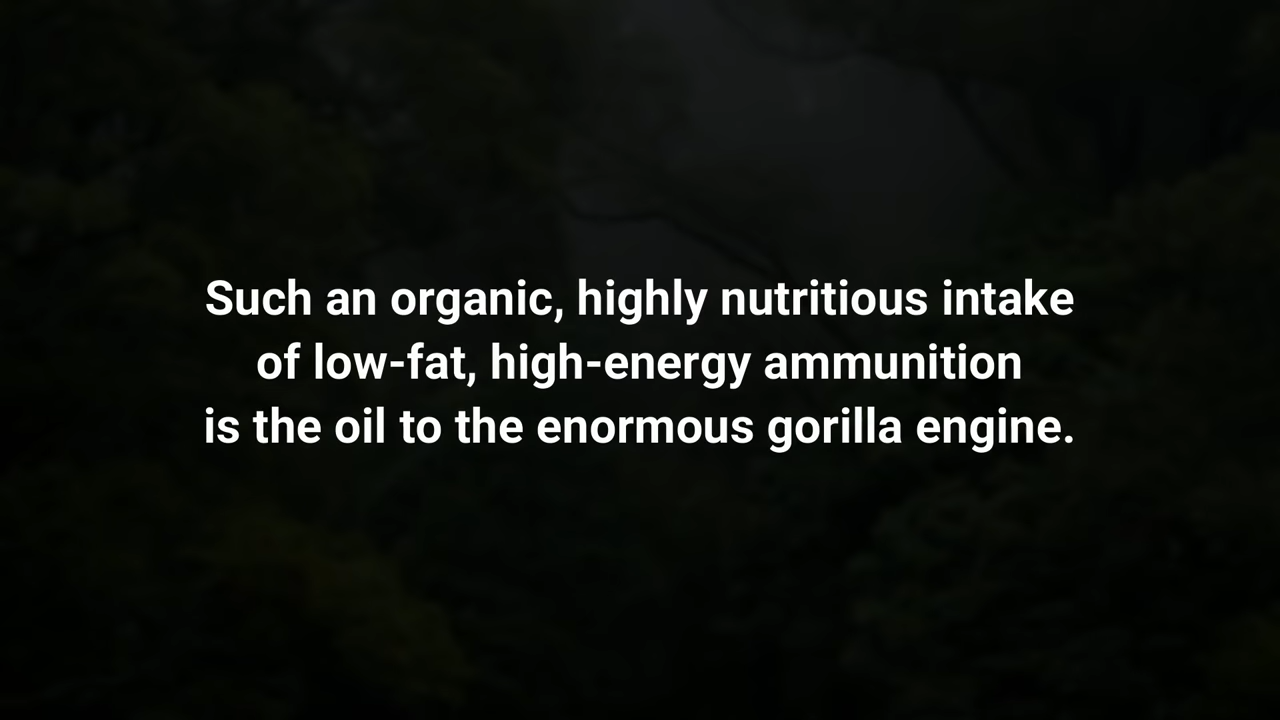 Such an organic, highly nutritious intake
of low-fat, high-energy ammunition
is the oil to the enormous gorilla engine.